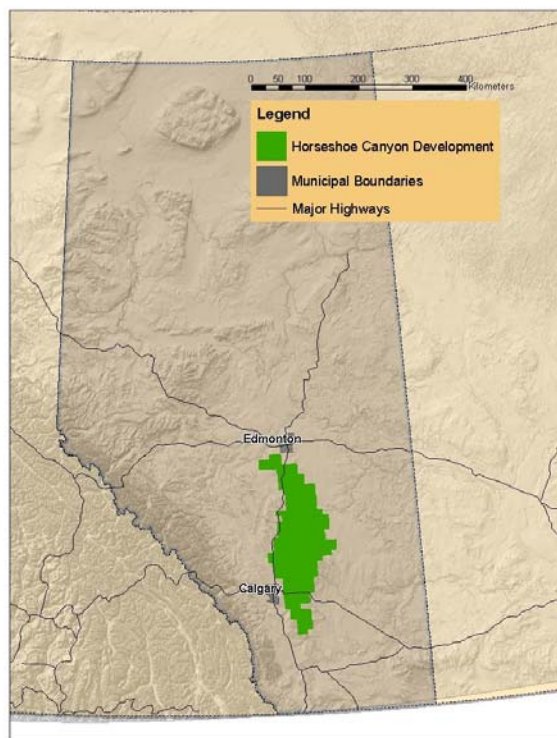 0 50 100 200 300 400
Kilometers
Legend
Horseshoe Canyon Development
Municipal Boundaries
Major Highways
Edmonton
Calgary